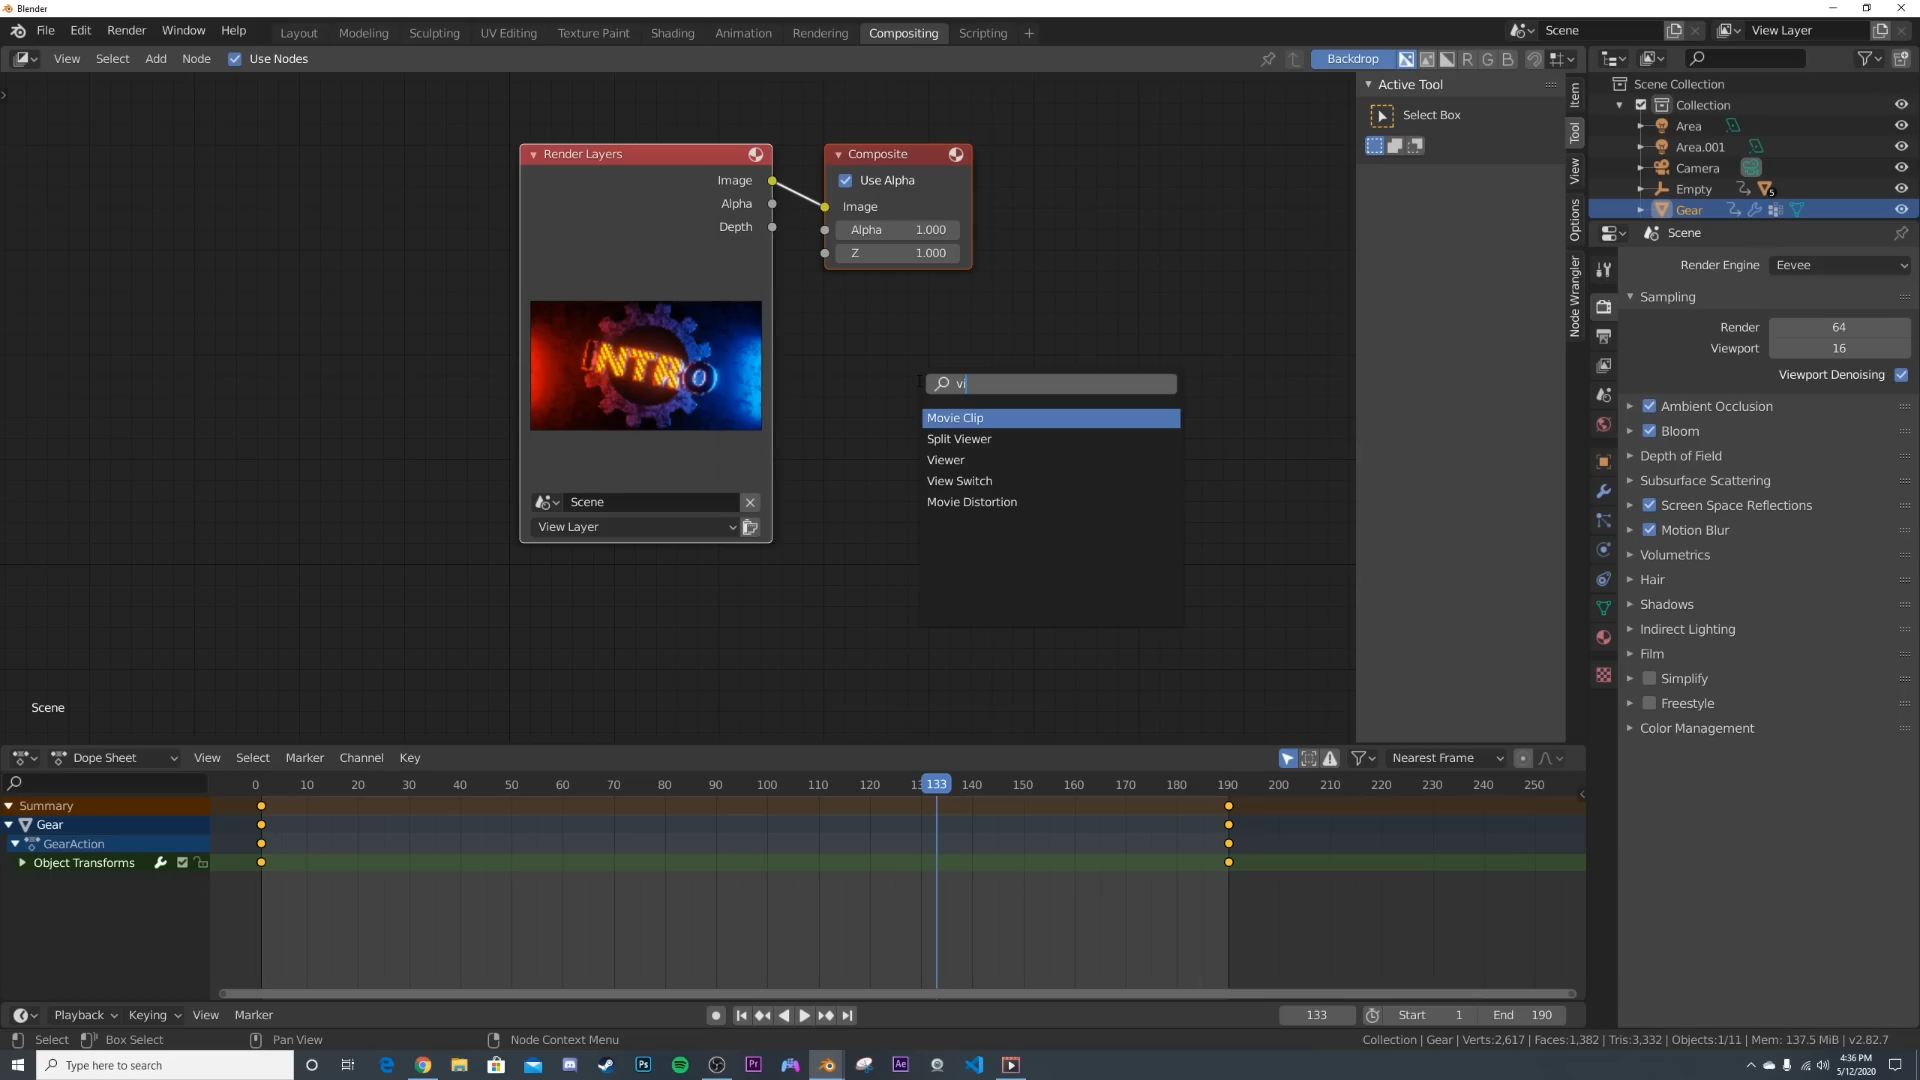 Blender
File Edit Render Window Help
Layout Modeling Sculpting UV Editing Texture Paint Shading Animation Rendering Compositing Scripting +
Scene
View Layer
View Select Add Node Use Nodes
Backdrop R G B
Active Tool
Select Box
Item
Tool
View
Options
Node Wrangler
Scene Collection
Collection
Area
Area.001
Camera
Empty 5
Gear
Scene
Render Engine Eevee
Sampling
Render 64
Viewport 16
Viewport Denoising
Ambient Occlusion
Bloom
Depth of Field
Subsurface Scattering
Screen Space Reflections
Motion Blur
Volumetrics
Hair
Shadows
Indirect Lighting
Film
Simplify
Freestyle
Color Management
Render Layers
Image
Alpha
Depth
INTRO
Scene
View Layer
Composite
Use Alpha
Image
Alpha 1.000
Z 1.000
vi
Movie Clip
Split Viewer
Viewer
View Switch
Movie Distortion
Scene
Dope Sheet View Select Marker Channel Key
Nearest Frame
0 10 20 30 40 50 60 70 80 90 100 110 120 133 140 150 160 170 180 190 200 210 220 230 240 250
Summary
Gear
GearAction
Object Transforms
Playback Keying View Marker
133 Start 1 End 190
Select Box Select Pan View Node Context Menu
Collection | Gear | Verts:2,617 | Faces:1,382 | Tris:3,332 | Objects:1/11 | Mem: 137.5 MiB | v2.82.7
Type here to search
Ps
Pr
Ae
4:36 PM
5/12/2020